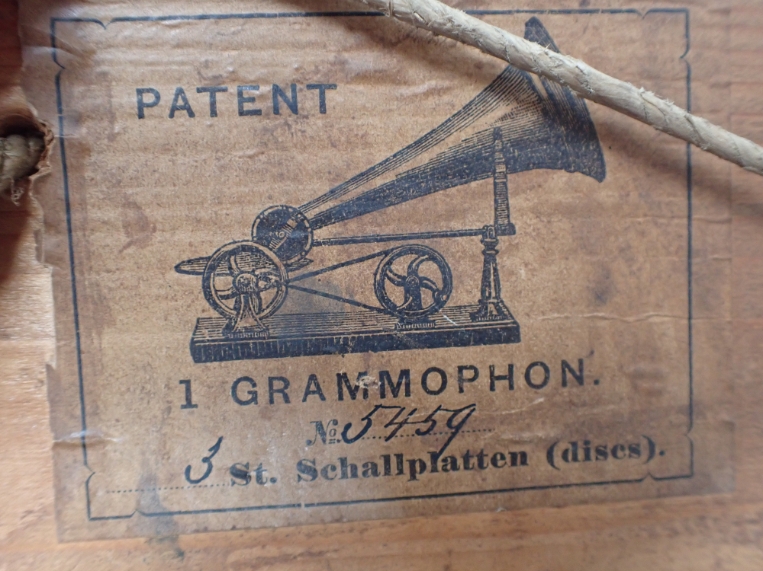 PATENT
1 GRAMMOPHON.
No. 5459
3 St. Schallplatten (discs).